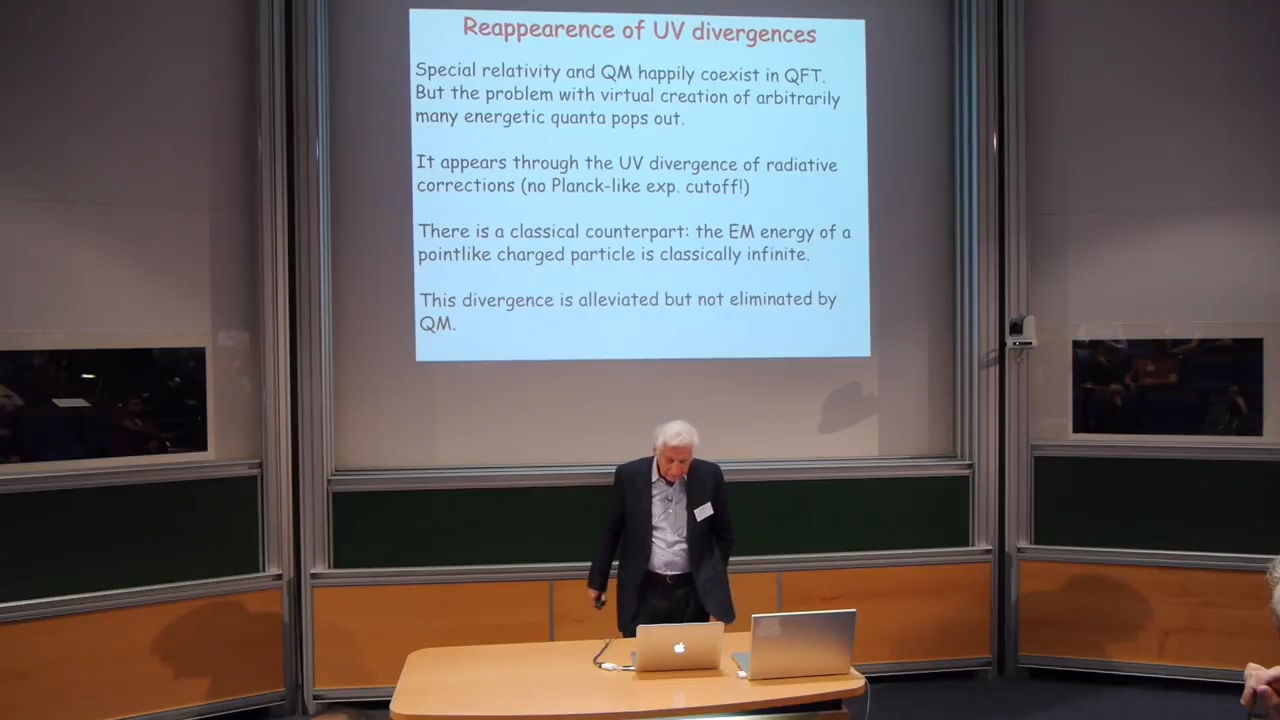 Reappearence of UV divergences
Special relativity and QM happily coexist in QFT.
But the problem with virtual creation of arbitrarily
many energetic quanta pops out.
It appears through the UV divergence of radiative
corrections (no Planck-like exp. cutoff!)
There is a classical counterpart: the EM energy of a
pointlike charged particle is classically infinite.
This divergence is alleviated but not eliminated by
QM.